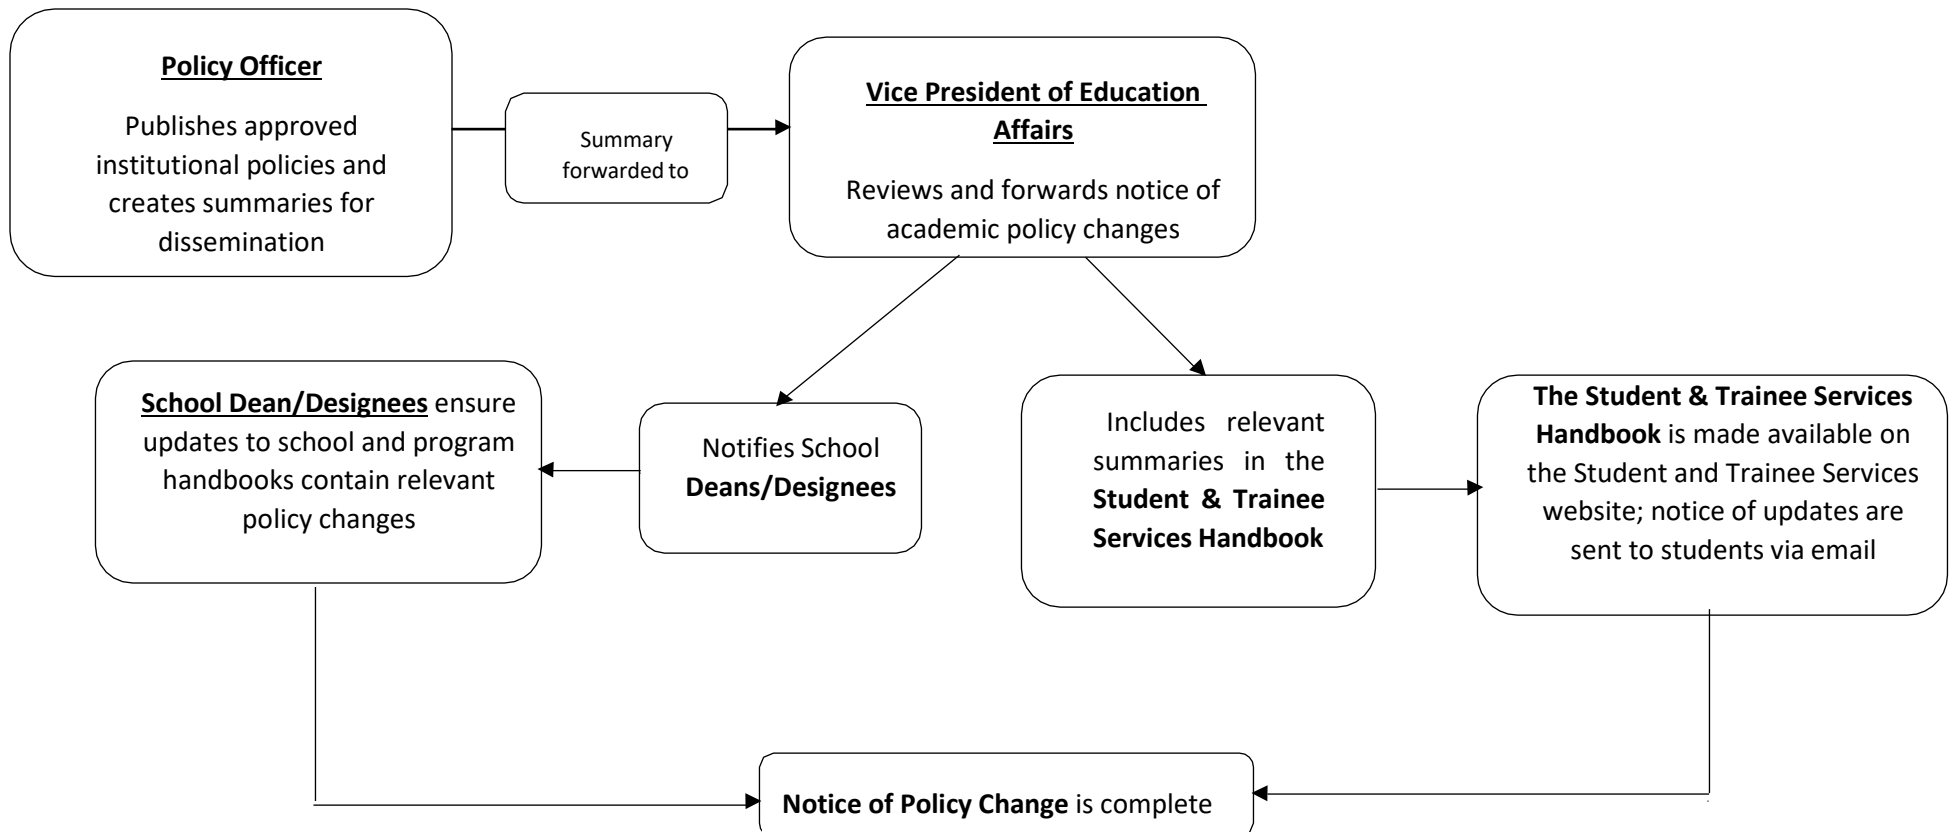 Policy Officer
Publishes approved
institutional policies and
creates summaries for
dissemination
Summary
forwarded to
Vice President of Education
Affairs
Reviews and forwards notice of
academic policy changes
School Dean/Designees ensure
updates to school and program
handbooks contain relevant
policy changes
Notifies School
Deans/Designees
Includes relevant
summaries in the
Student & Trainee
Services Handbook
The Student & Trainee Services
Handbook is made available on
the Student and Trainee Services
website; notice of updates are
sent to students via email
Notice of Policy Change is complete